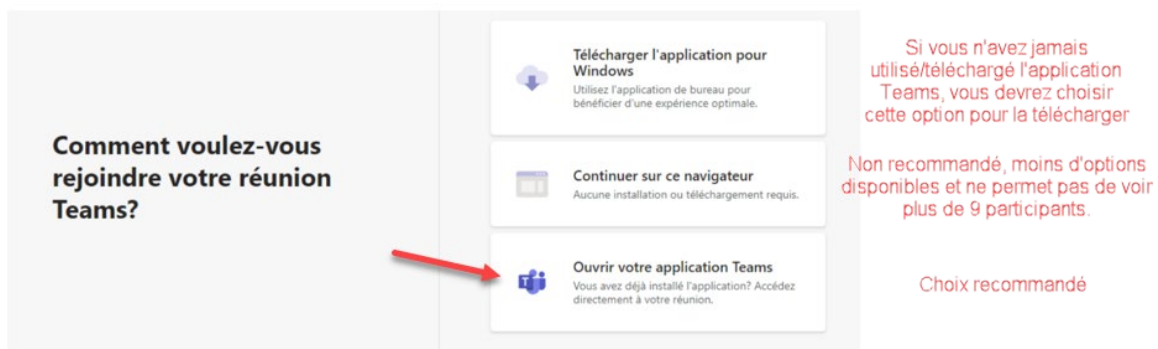 Comment voulez-vous
rejoindre votre réunion
Teams?
Télécharger l'application pour
Windows
Utilisez l'application de bureau pour
bénéficier d'une expérience optimale.
Si vous n'avez jamais
utilisé/téléchargé l'application
Teams, vous devrez choisir
cette option pour la télécharger
Continuer sur ce navigateur
Aucune installation ou téléchargement requis.
Non recommandé, moins d'options
disponibles et ne permet pas de voir
plus de 9 participants.
Ouvrir votre application Teams
Vous avez déjà installé l'application? Accédez
directement à votre réunion.
Choix recommandé